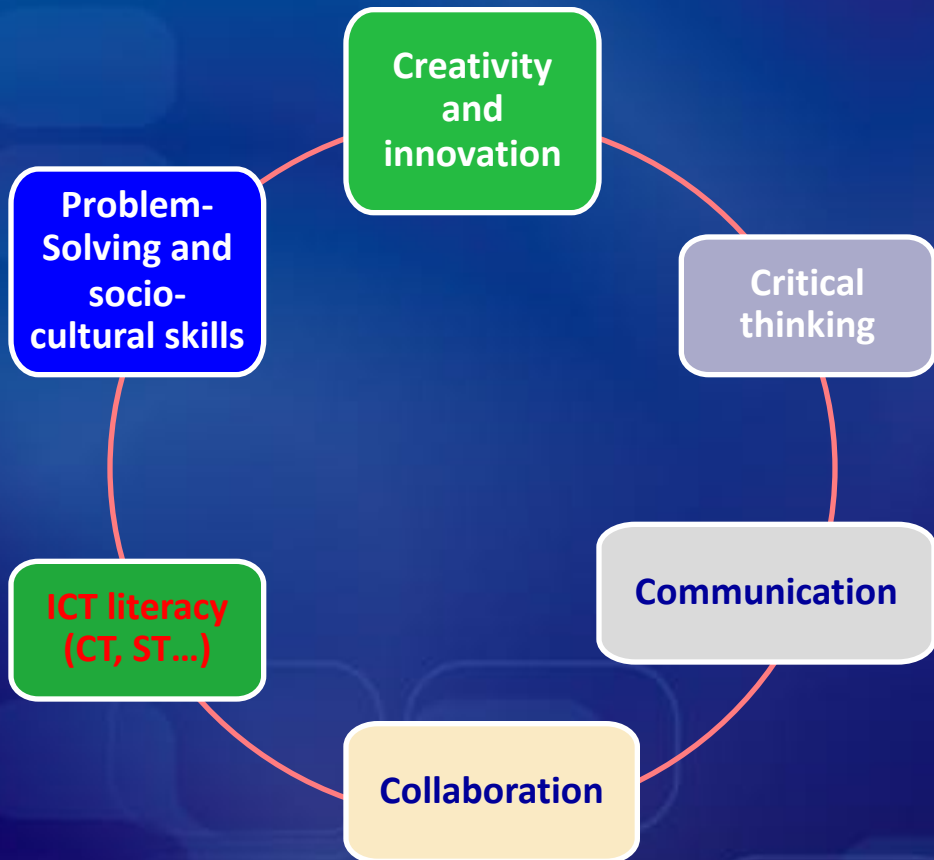 Creativity
and
innovation
Critical
thinking
Communication
Collaboration
ICT literacy
(CT, ST...)
Problem-
Solving and
socio-
cultural skills